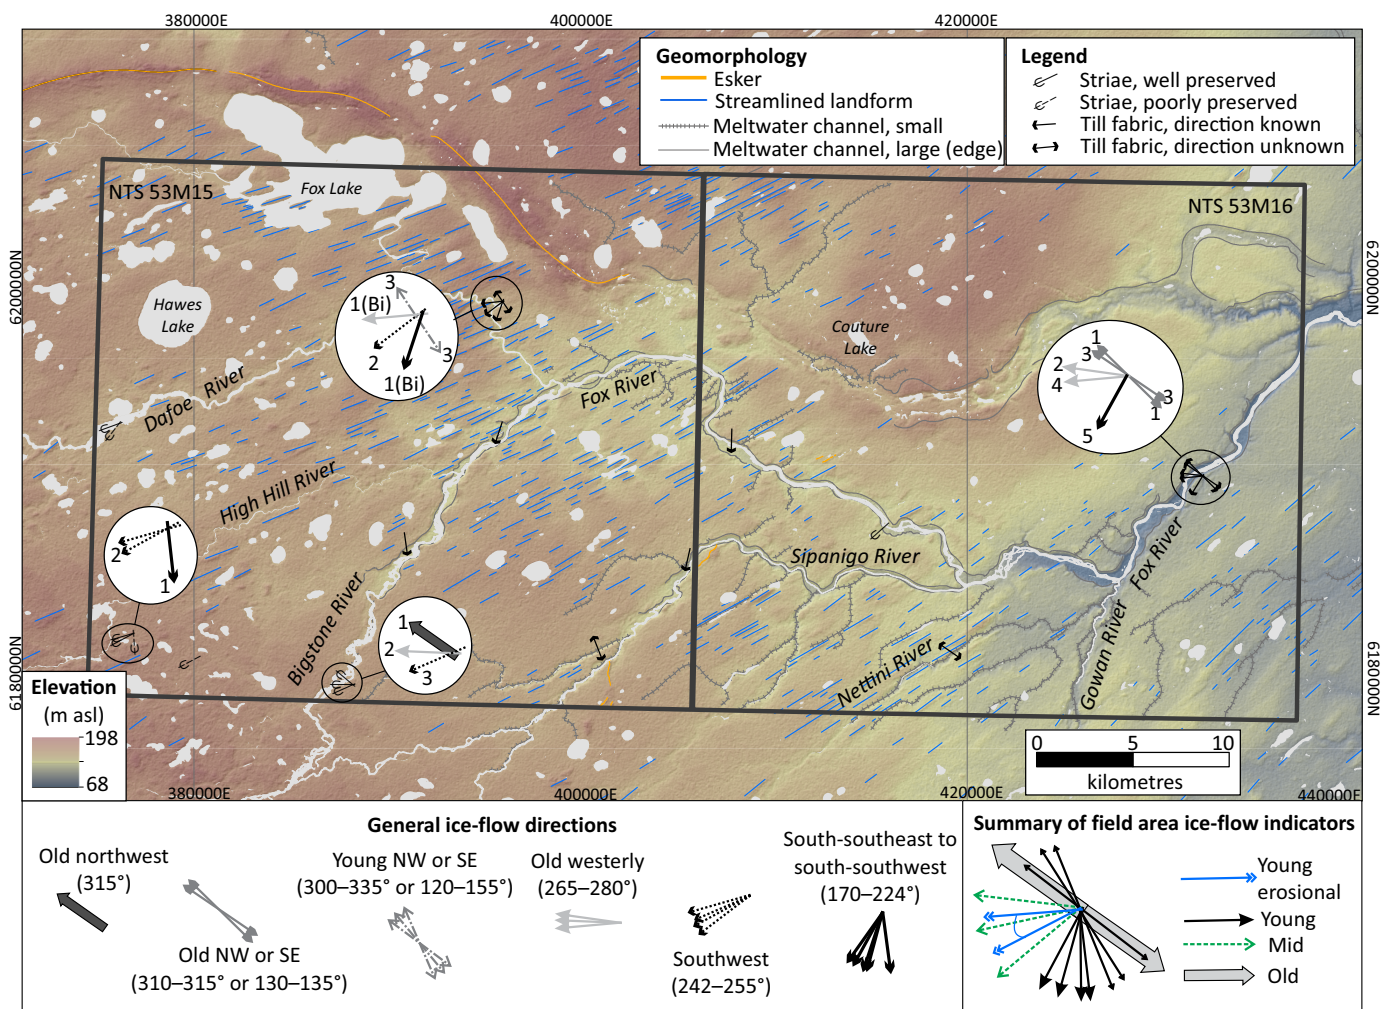 380000E
400000E
420000E
Geomorphology
Esker
Streamlined landform
Meltwater channel, small
Meltwater channel, large (edge)
Legend
Striae, well preserved
Striae, poorly preserved
Till fabric, direction known
Till fabric, direction unknown
NTS 53M15
Fox Lake
NTS 53M16
6200000N
6200000N
Hawes
Lake
3
1(Bi)
2
3
1(Bi)
Couture
Lake
1
3
2
4
3
1
5
Dafoe River
Fox River
High Hill River
2
1
Sipanigo River
Fox River
Bigstone River
1
2
3
Nettini River
Gowan River
6180000N
6180000N
Elevation
(m asl)
198
68
0
5
10
kilometres
380000E
400000E
420000E
440000E
General ice-flow directions
Old northwest
(315°)
Old NW or SE
(310–315° or 130–135°)
Young NW or SE
(300–335° or 120–155°)
Old westerly
(265–280°)
Southwest
(242–255°)
South-southeast to
south-southwest
(170–224°)
Summary of field area ice-flow indicators
Young
erosional
Young
Mid
Old